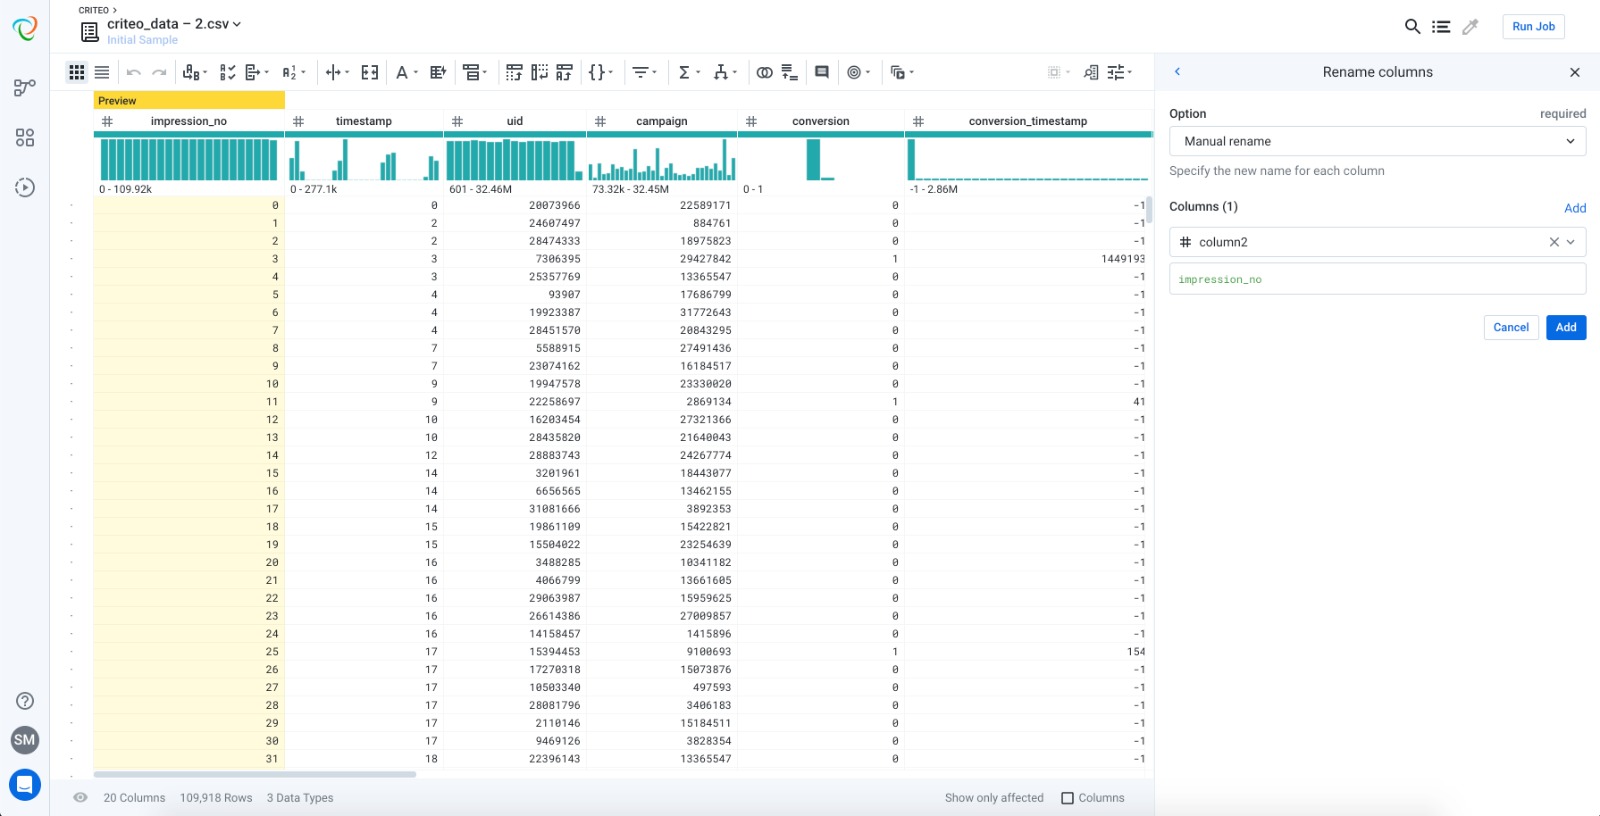 CRITEO >
criteo_data – 2.csv
Initial Sample
Run Job
Preview
# impression_no # timestamp # uid # campaign # conversion # conversion_timestamp
0 - 109.92k 0 - 277.1k 601 - 32.46M 73.32k - 32.45M 0 - 1 -1 - 2.86M
0 0 20073966 22589171 0 -1
1 2 24607497 884761 0 -1
2 2 28474333 18975823 0 -1
3 3 7306395 29427842 1 1449193
4 3 25357769 13365547 0 -1
5 4 93907 17686799 0 -1
6 4 19923387 31772643 0 -1
7 4 28451570 20843295 0 -1
8 7 5588915 27491436 0 -1
9 7 23074162 16184517 0 -1
10 9 19947578 23330020 0 -1
11 9 22258697 2869134 1 41
12 10 16203454 27321366 0 -1
13 10 28435820 21640043 0 -1
14 12 28883743 24267774 0 -1
15 14 3201961 18443077 0 -1
16 14 6656565 13462155 0 -1
17 14 31081666 3892353 0 -1
18 15 19861109 15422821 0 -1
19 15 15504022 23254639 0 -1
20 16 3488285 10341182 0 -1
21 16 4066799 13661605 0 -1
22 16 29063987 15959625 0 -1
23 16 26614386 27009857 0 -1
24 16 14158457 1415896 0 -1
25 17 15394453 9100693 1 154
26 17 17270318 15073876 0 -1
27 17 10503340 497593 0 -1
28 17 28081796 3406183 0 -1
29 17 2110146 15184511 0 -1
30 17 9469126 3828354 0 -1
31 18 22396143 13365547 0 -1
20 Columns 109,918 Rows 3 Data Types Show only affected Columns
SM
Rename columns
Option required
Manual rename
Specify the new name for each column
Columns (1) Add
# column2
impression_no
Cancel Add